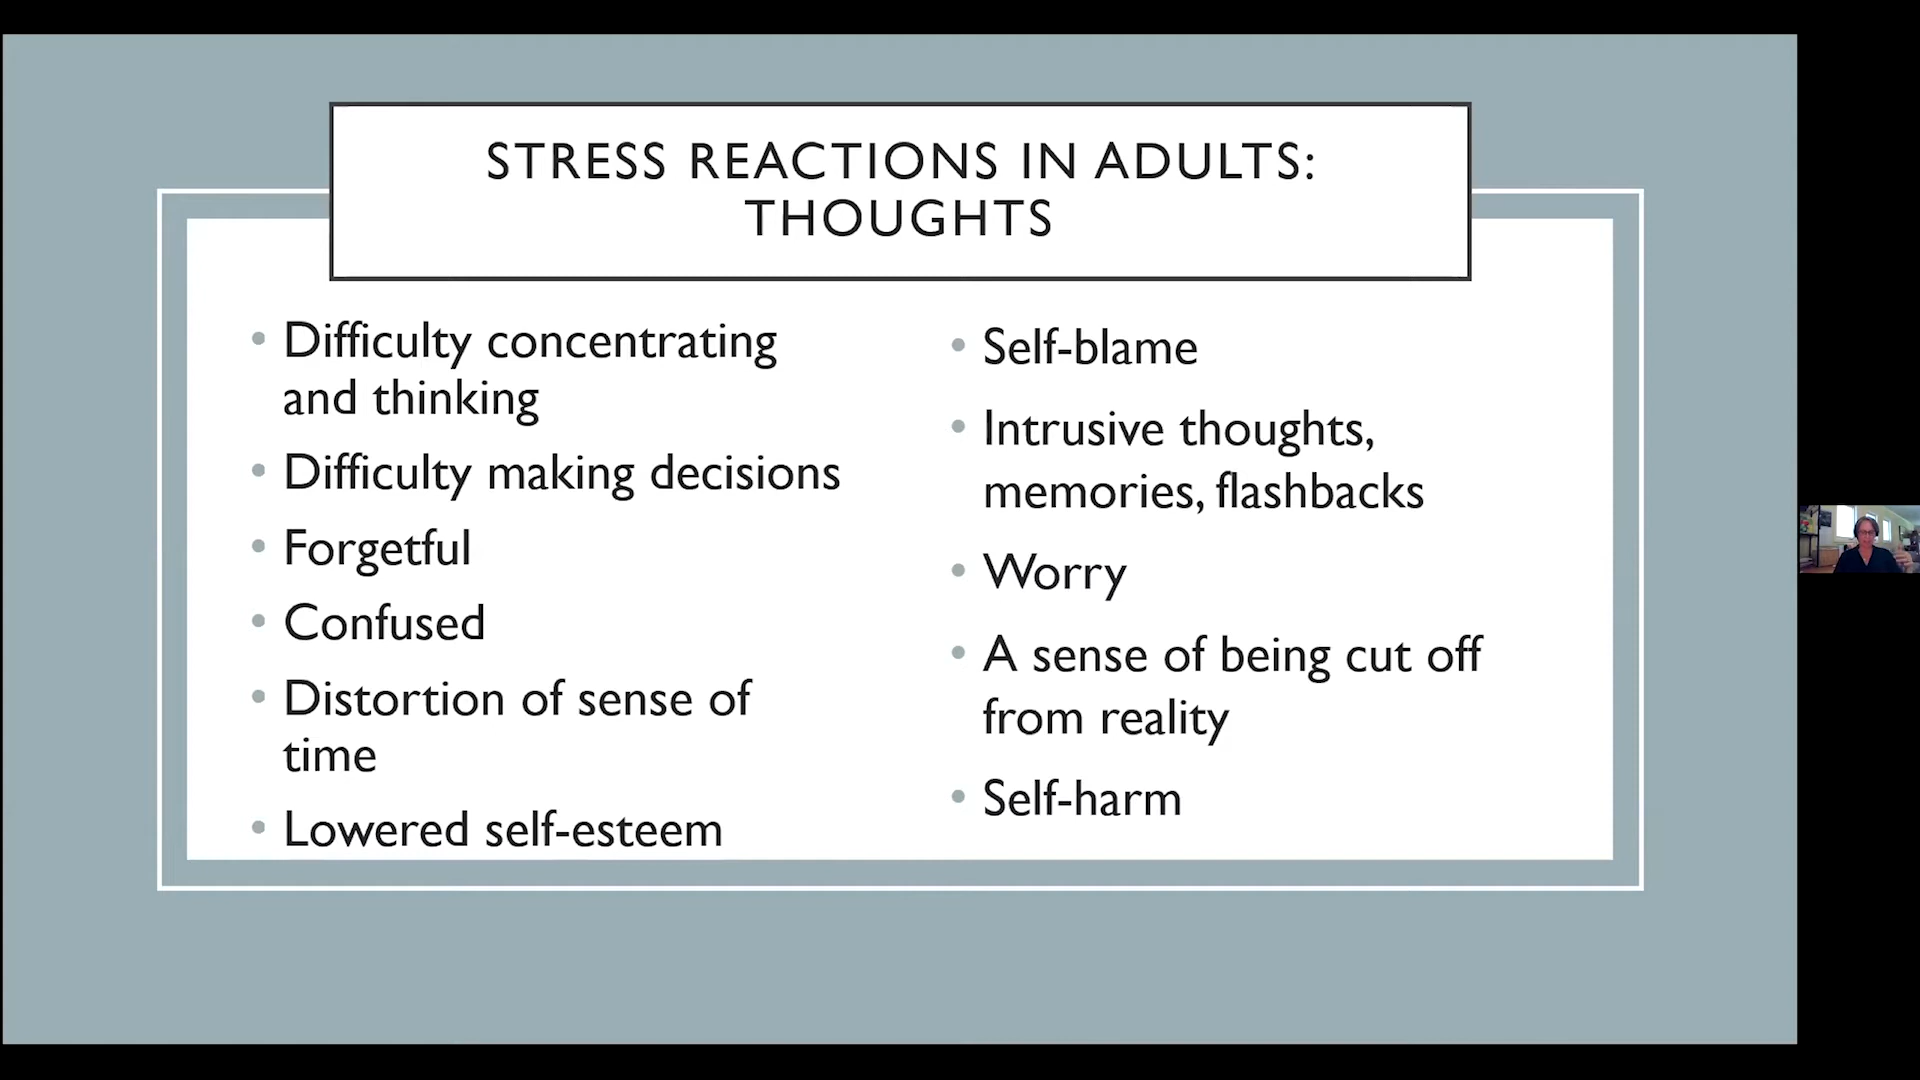 STRESS REACTIONS IN ADULTS:
THOUGHTS
• Difficulty concentrating
and thinking
• Difficulty making decisions
• Forgetful
• Confused
• Distortion of sense of
time
• Lowered self-esteem
• Self-blame
• Intrusive thoughts,
memories, flashbacks
• Worry
• A sense of being cut off
from reality
• Self-harm